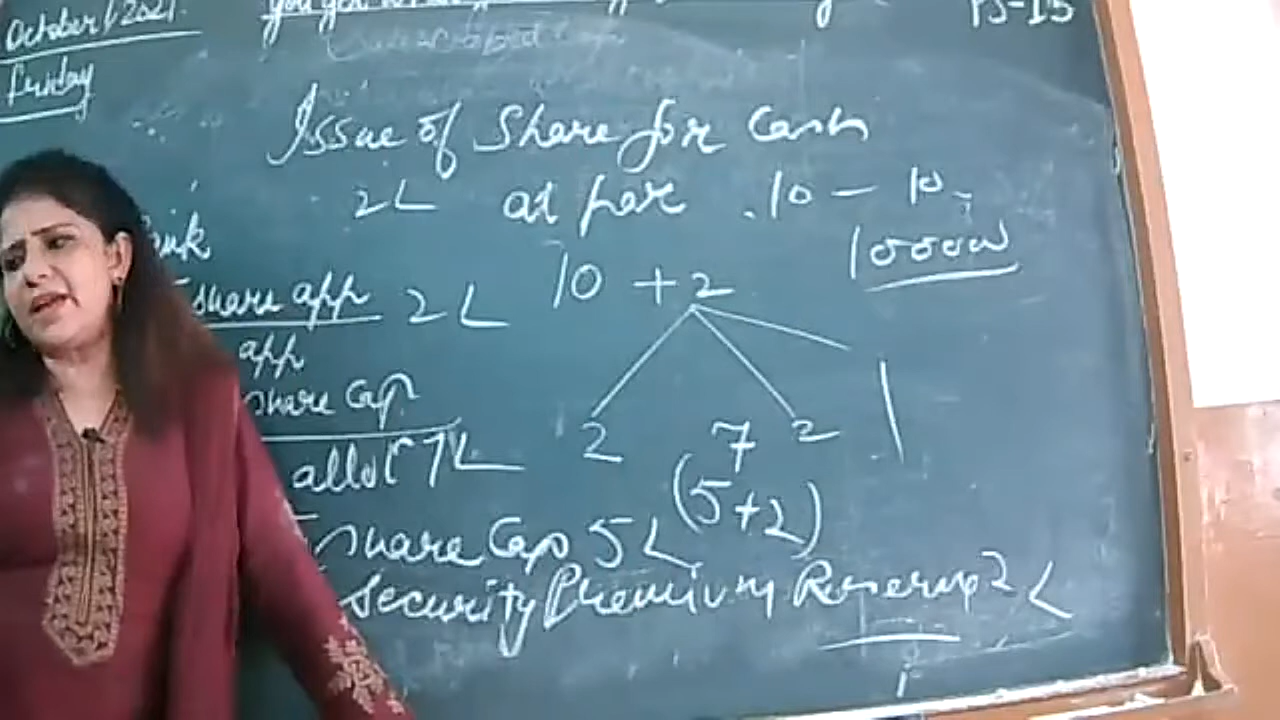 October/2021.
Friday
PS-15
Issue of Share for Cash
2L at par .10 - 10
10000
share app 2L
10 + 2
app
share Cap
allot 7L
2 7 2 1
(5+2)
share Cap 5L
Security Premium Reserve 2L